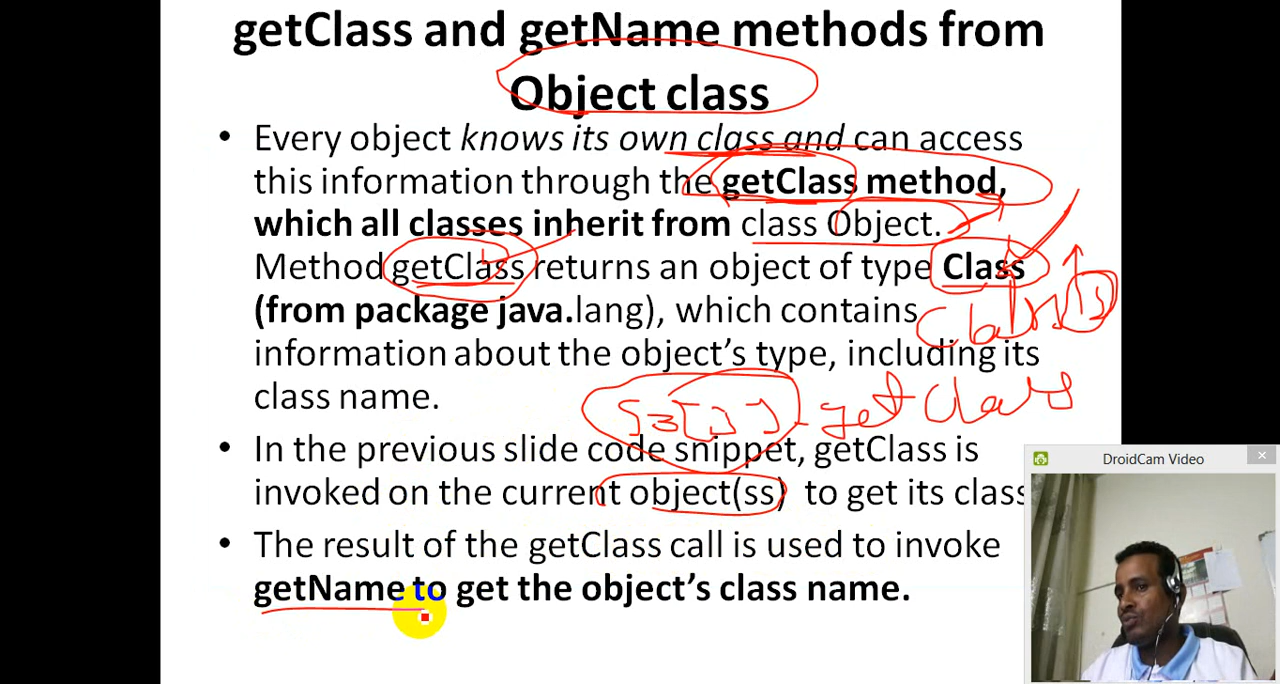 getClass and getName methods from
Object class
• Every object knows its own class and can access
this information through the getClass method,
which all classes inherit from class Object.
Method getClass returns an object of type Class
(from package java.lang), which contains
information about the object's type, including its
class name.
getClass
• In the previous slide code snippet, getClass is
invoked on the current object(ss) to get its class
DroidCam Video
• The result of the getClass call is used to invoke
getName to get the object's class name.